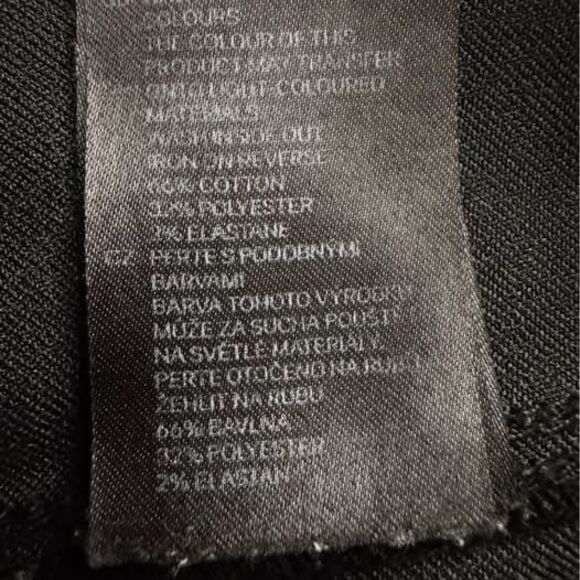 COLOURS
THE COLOUR OF THIS
PRODUCT MAY TRANSFER
ONTO LIGHT-COLOURED
MATERIALS
WASH INSIDE OUT
IRON ON REVERSE
66% COTTON
32% POLYESTER
2% ELASTANE
CZ PERTE S PODOBNÝMI
BARVAMI
BARVA TOHOTO VÝROBKU
MŮŽE ZA SUCHA POUŠTĚT
NA SVĚTLÉ MATERIÁLY
PERTE OTOČENO NA RUBU
ŽEHLIT NA RUBU
66% BAVLNA
32% POLYESTER
2% ELASTAN